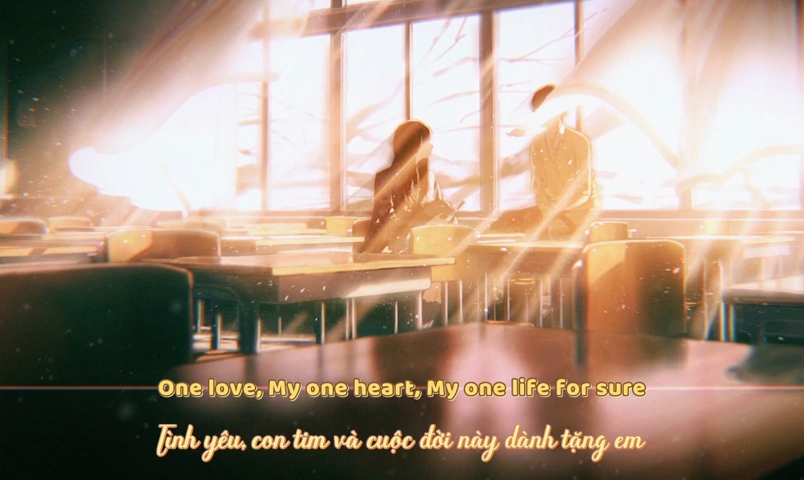 One love, My one heart, My one life for sure
Tình yêu, con tim và cuộc đời này dành tặng em